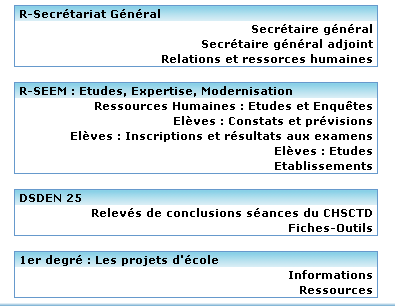 R-Secrétariat Général
Secrétaire général
Secrétaire général adjoint
Relations et ressorces humaines
R-SEEM : Etudes, Expertise, Modernisation
Ressources Humaines : Etudes et Enquêtes
Elèves : Constats et prévisions
Elèves : Inscriptions et résultats aux examens
Elèves : Etudes
Etablissements
DSDEN 25
Relevés de conclusions séances du CHSCTD
Fiches-Outils
1er degré : Les projets d'école
Informations
Ressources